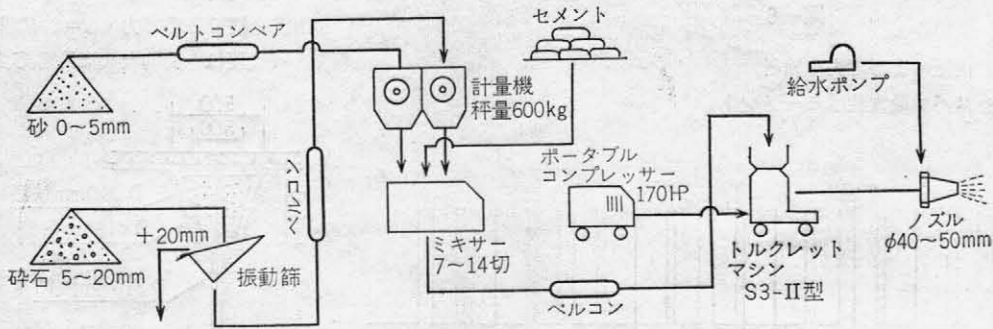 ベルトコンベア
砂 0〜5mm
計量機
秤量600kg
セメント
給水ポンプ
ベルコン
ポータブル
コンプレッサー
170HP
ノズル
φ40〜50mm
砕石 5〜20mm
+20mm
振動篩
ミキサー
7〜14切
ベルコン
トルクレット
マシン
S3-II型